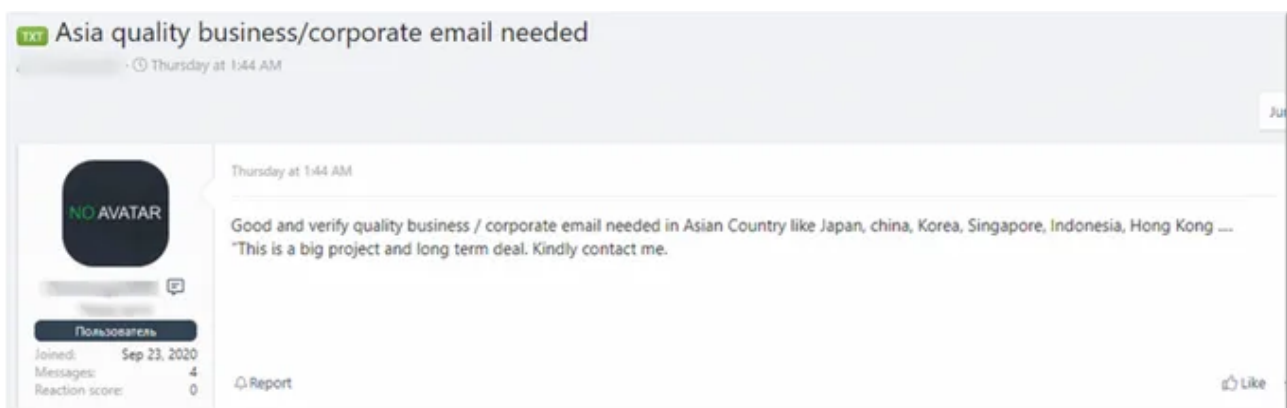 TXT Asia quality business/corporate email needed
· Thursday at 1:44 AM
Thursday at 1:44 AM
NO AVATAR
Good and verify quality business / corporate email needed in Asian Country like Japan, china, Korea, Singapore, Indonesia, Hong Kong ....
"This is a big project and long term deal. Kindly contact me.
Пользователь
Joined: Sep 23, 2020
Messages: 4
Reaction score: 0
Report
Like